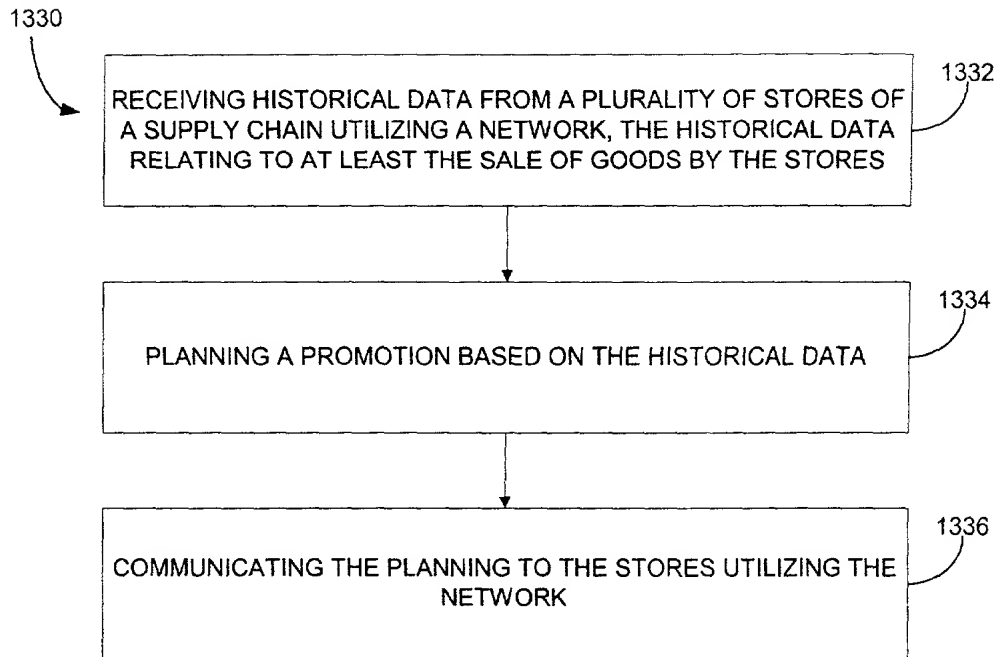 1330
RECEIVING HISTORICAL DATA FROM A PLURALITY OF STORES OF
A SUPPLY CHAIN UTILIZING A NETWORK, THE HISTORICAL DATA
RELATING TO AT LEAST THE SALE OF GOODS BY THE STORES
1332
PLANNING A PROMOTION BASED ON THE HISTORICAL DATA
1334
COMMUNICATING THE PLANNING TO THE STORES UTILIZING THE
NETWORK
1336